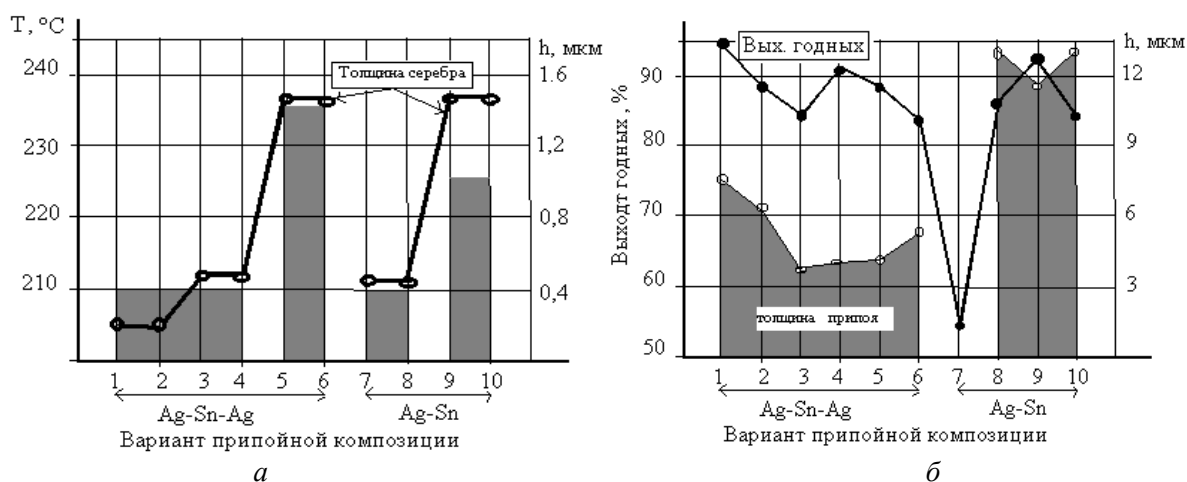 T, °C
h, мкм
240
230
220
210
1.6
1,2
0,8
0,4
Толщина серебра
1 2 3 4 5 6 7 8 9 10
Ag-Sn-Ag Ag-Sn
Вариант припойной композиции
а
Выходт годных , %
90
80
70
60
50
h, мкм
12
9
6
3
Вых. годных
толщина припоя
1 2 3 4 5 6 7 8 9 10
Ag-Sn-Ag Ag-Sn
Вариант припойной композиции
б